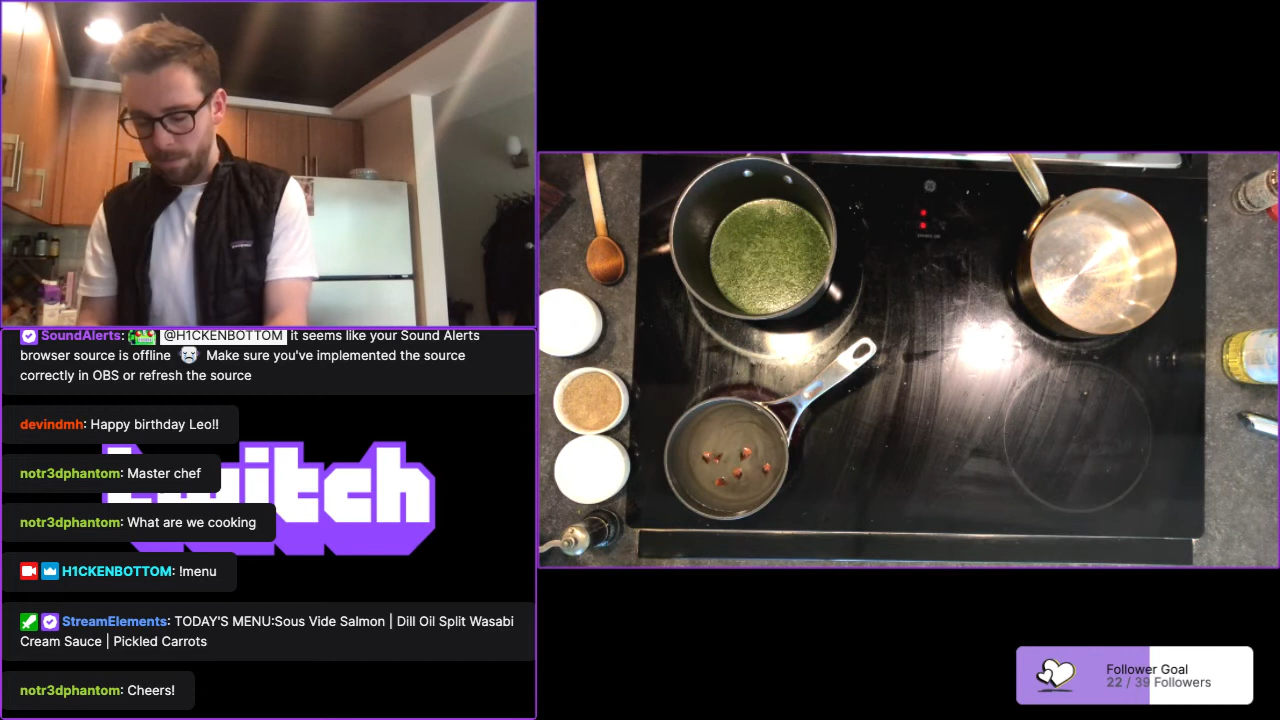 SoundAlerts: @H1CKENBOTTOM it seems like your Sound Alerts
browser source is offline Make sure you've implemented the source
correctly in OBS or refresh the source
devindmh: Happy birthday Leo!!
notr3dphantom: Master chef
notr3dphantom: What are we cooking
H1CKENBOTTOM: !menu
StreamElements: TODAY'S MENU:Sous Vide Salmon | Dill Oil Split Wasabi
Cream Sauce | Pickled Carrots
notr3dphantom: Cheers!
twitch
Follower Goal
22 / 39 Followers